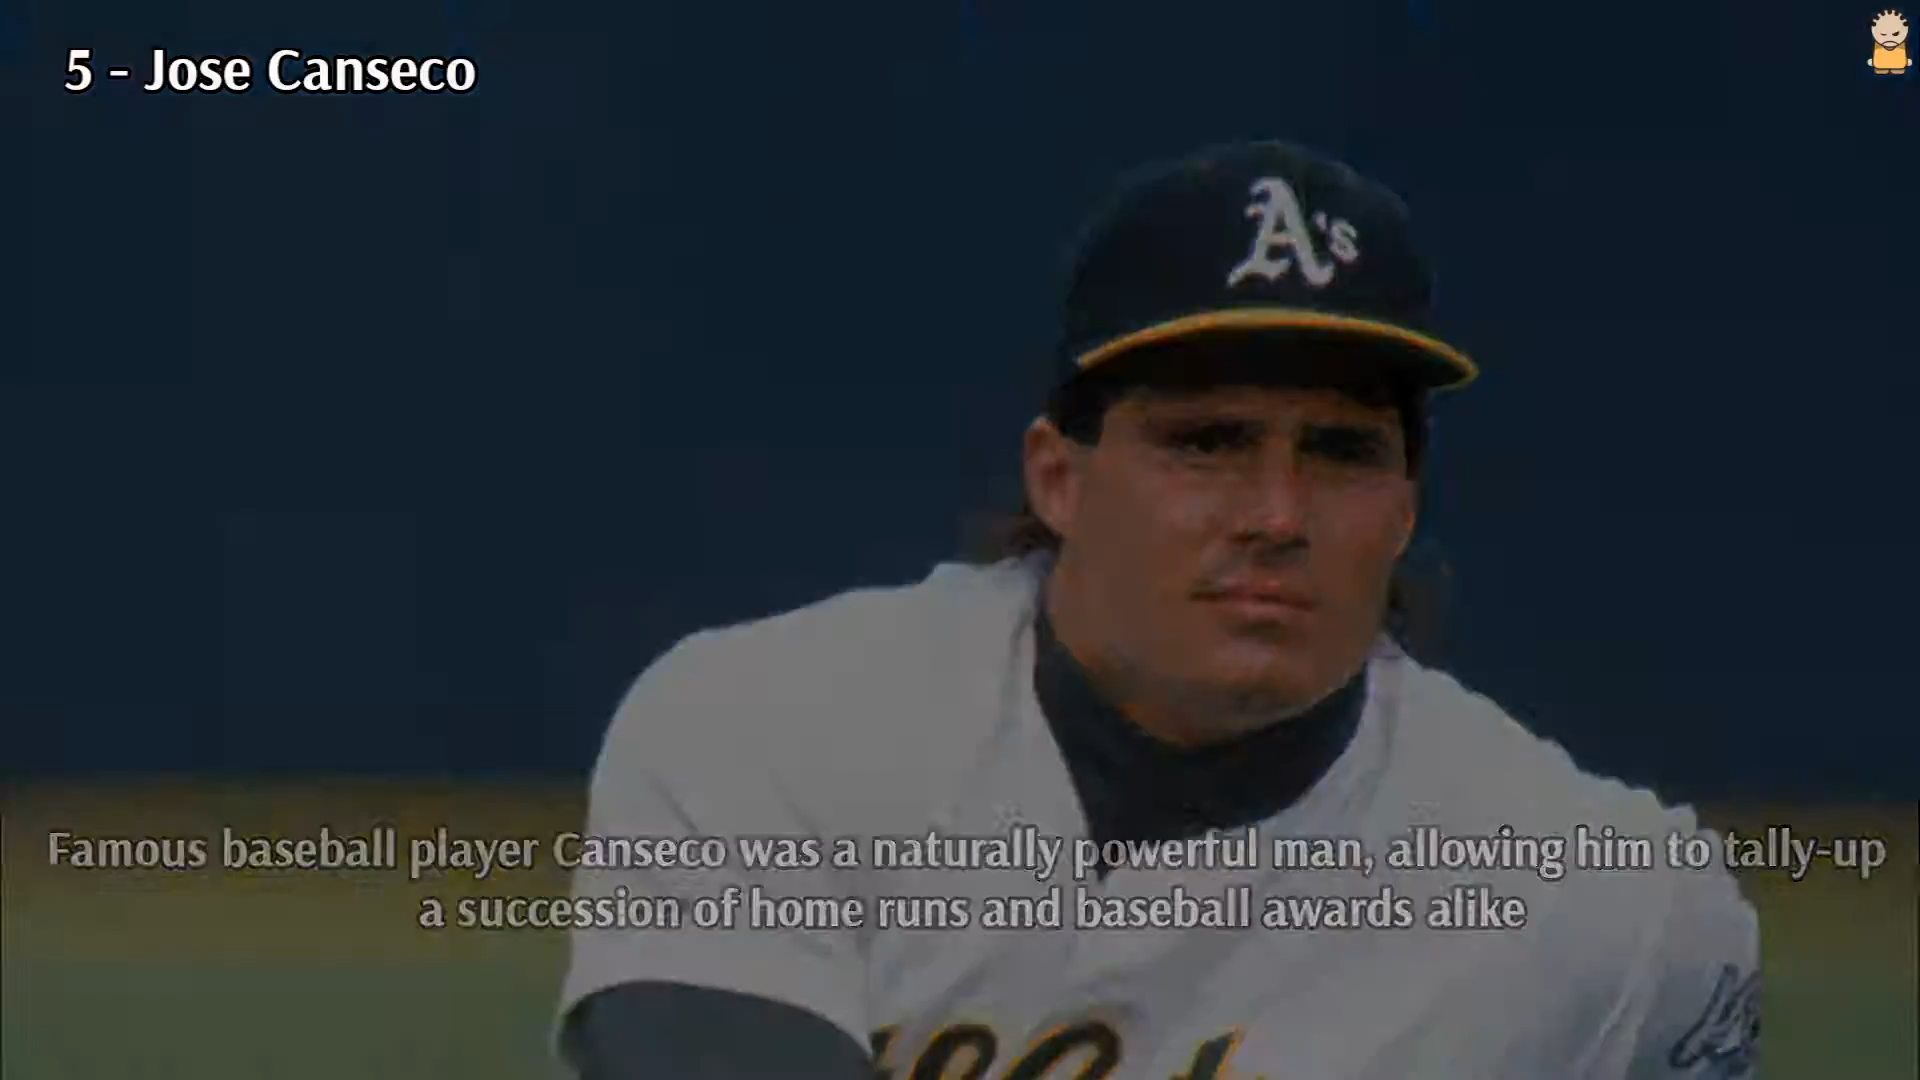 5 - Jose Canseco
A's
Famous baseball player Canseco was a naturally powerful man, allowing him to tally-up
a succession of home runs and baseball awards alike